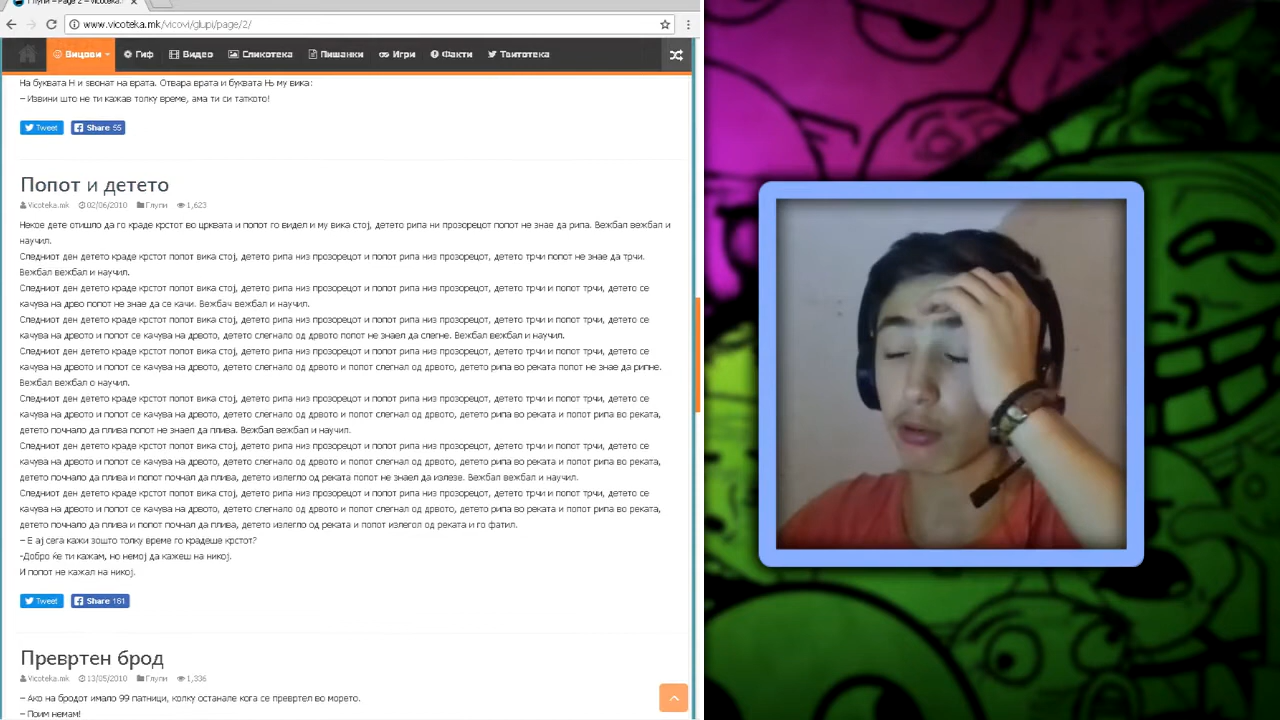 Глупи – Page 2 – Vicoteka.
www.vicoteka.mk/vicovi/glupi/page/2/
Вицови Гиф Видео Сликотека Пишанки Игри Факти Твитотека
На буквата Н и ѕвонат на врата. Отвара врата и буквата Њ му вика:
– Извини што не ти кажав толку време, ама ти си таткото!
Tweet Share 55
Попот и детето
Vicoteka.mk 02/06/2010 Глупи 1,623
Некое дете отишло да го краде крстот во црквата и попот го видел и му вика стој, детето рипа ни прозорецот попот не знае да рипа. Вежбал вежбал и
научил.
Следниот ден детето краде крстот попот вика стој, детето рипа низ прозорецот и попот рипа низ прозорецот, детето трчи попот не знае да трчи.
Вежбал вежбал и научил.
Следниот ден детето краде крстот попот вика стој, детето рипа низ прозорецот и попот рипа низ прозорецот, детето трчи и попот трчи, детето се
качува на дрво попот не знае да се качи. Вежбач вежбал и научил.
Следниот ден детето краде крстот попот вика стој, детето рипа низ прозорецот и попот рипа низ прозорецот, детето трчи и попот трчи, детето се
качува на дрвото и попот се качува на дрвото, детето слегнало од дрвото попот не знаел да слегне. Вежбал вежбал и научил.
Следниот ден детето краде крстот попот вика стој, детето рипа низ прозорецот и попот рипа низ прозорецот, детето трчи и попот трчи, детето се
качува на дрвото и попот се качува на дрвото, детето слегнало од дрвото и попот слегнал од дрвото, детето рипа во реката попот не знае да рипне.
Вежбал вежбал о научил.
Следниот ден детето краде крстот попот вика стој, детето рипа низ прозорецот и попот рипа низ прозорецот, детето трчи и попот трчи, детето се
качува на дрвото и попот се качува на дрвото, детето слегнало од дрвото и попот слегнал од дрвото, детето рипа во реката и попот рипа во реката,
детето почнало да плива попот не знаел да плива. Вежбал вежбал и научил.
Следниот ден детето краде крстот попот вика стој, детето рипа низ прозорецот и попот рипа низ прозорецот, детето трчи и попот трчи, детето се
качува на дрвото и попот се качува на дрвото, детето слегнало од дрвото и попот слегнал од дрвото, детето рипа во реката и попот рипа во реката,
детето почнало да плива и попот почнал да плива, детето излегло од реката попот не знаел да излезе. Вежбал вежбал и научил.
Следниот ден детето краде крстот попот вика стој, детето рипа низ прозорецот и попот рипа низ прозорецот, детето трчи и попот трчи, детето се
качува на дрвото и попот се качува на дрвото, детето слегнало од дрвото и попот слегнал од дрвото, детето рипа во реката и попот рипа во реката,
детето почнало да плива и попот почнал да плива, детето излегло од реката и попот излегол од реката и го фатил.
– Е ај сега кажи зошто толку време го крадеше крстот?
-Добро ќе ти кажам, но немој да кажеш на никој.
И попот не кажал на никој.
Tweet Share 181
Превртен брод
Vicoteka.mk 13/05/2010 Глупи 1,336
– Ако на бродот имало 99 патници, колку останале кога се превртел во морето.
– Поим немам!